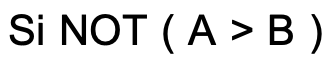 Si NOT ( A > B )